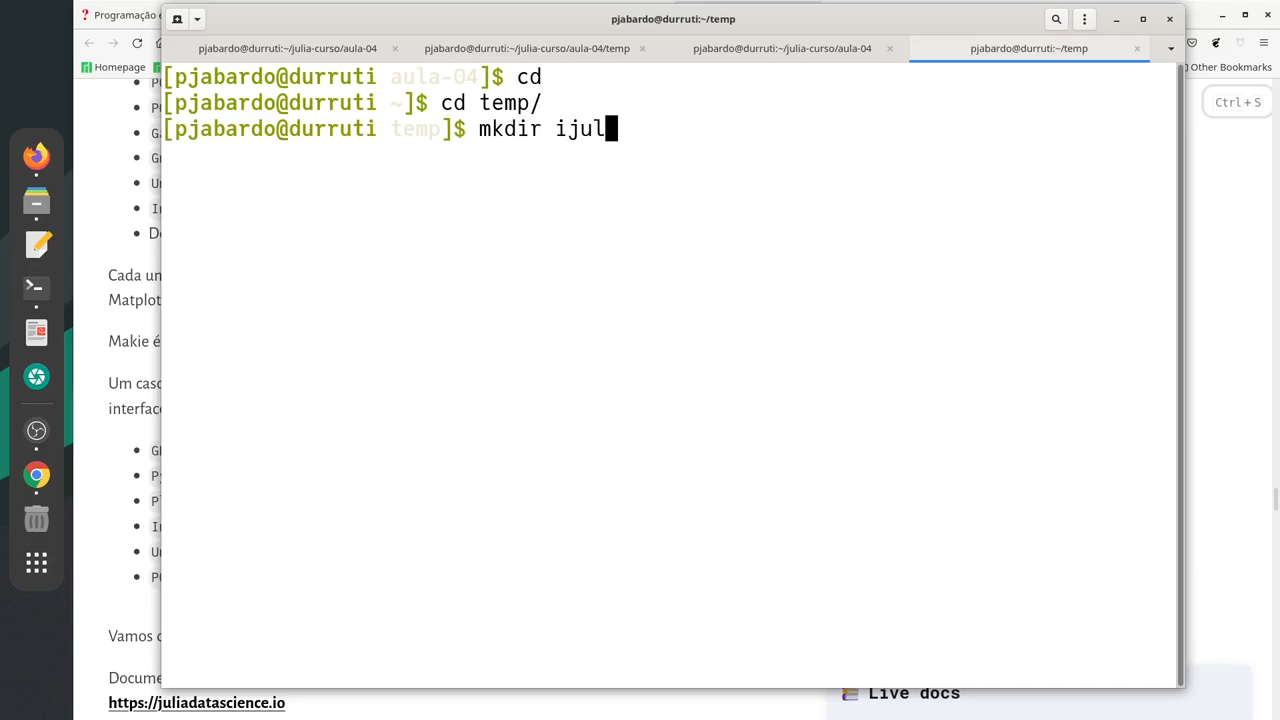 Programação e
pjabardo@durruti:~/temp
pjabardo@durruti:~/julia-curso/aula-04
pjabardo@durruti:~/julia-curso/aula-04/temp
pjabardo@durruti:~/julia-curso/aula-04
pjabardo@durruti:~/temp
Homepage
Other Bookmarks
[pjabardo@durruti aula-04]$ cd
[pjabardo@durruti ~]$ cd temp/
[pjabardo@durruti temp]$ mkdir ijul
Ctrl + S
Cada un
Matplot
Makie é
Um caso
interface
Vamos
Docume
https://juliadatascience.io
Live docs